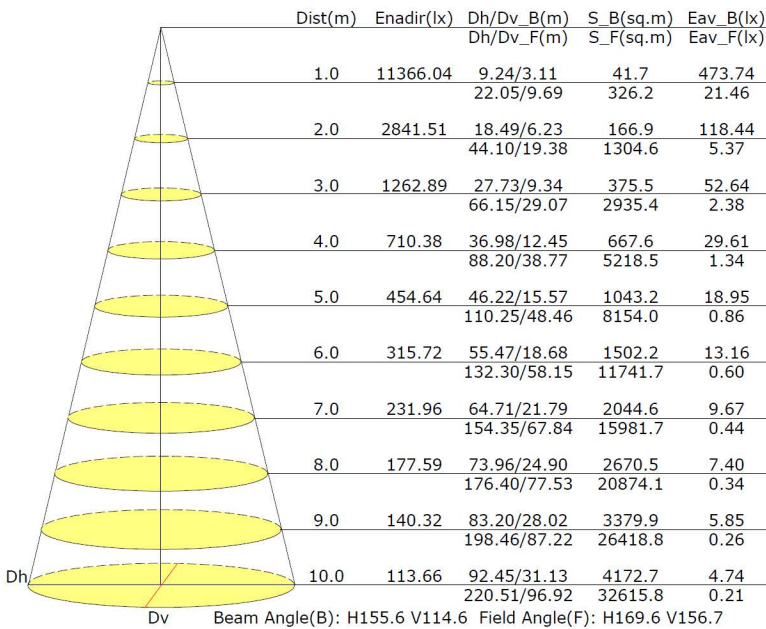 Dist(m) Enadir(lx) Dh/Dv_B(m) S_B(sq.m) Eav_B(lx)
Dh/Dv_F(m) S_F(sq.m) Eav_F(lx)
1.0 11366.04 9.24/3.11 41.7 473.74
22.05/9.69 326.2 21.46
2.0 2841.51 18.49/6.23 166.9 118.44
44.10/19.38 1304.6 5.37
3.0 1262.89 27.73/9.34 375.5 52.64
66.15/29.07 2935.4 2.38
4.0 710.38 36.98/12.45 667.6 29.61
88.20/38.77 5218.5 1.34
5.0 454.64 46.22/15.57 1043.2 18.95
110.25/48.46 8154.0 0.86
6.0 315.72 55.47/18.68 1502.2 13.16
132.30/58.15 11741.7 0.60
7.0 231.96 64.71/21.79 2044.6 9.67
154.35/67.84 15981.7 0.44
8.0 177.59 73.96/24.90 2670.5 7.40
176.40/77.53 20874.1 0.34
9.0 140.32 83.20/28.02 3379.9 5.85
198.46/87.22 26418.8 0.26
Dh 10.0 113.66 92.45/31.13 4172.7 4.74
220.51/96.92 32615.8 0.21
Dv Beam Angle(B): H155.6 V114.6 Field Angle(F): H169.6 V156.7